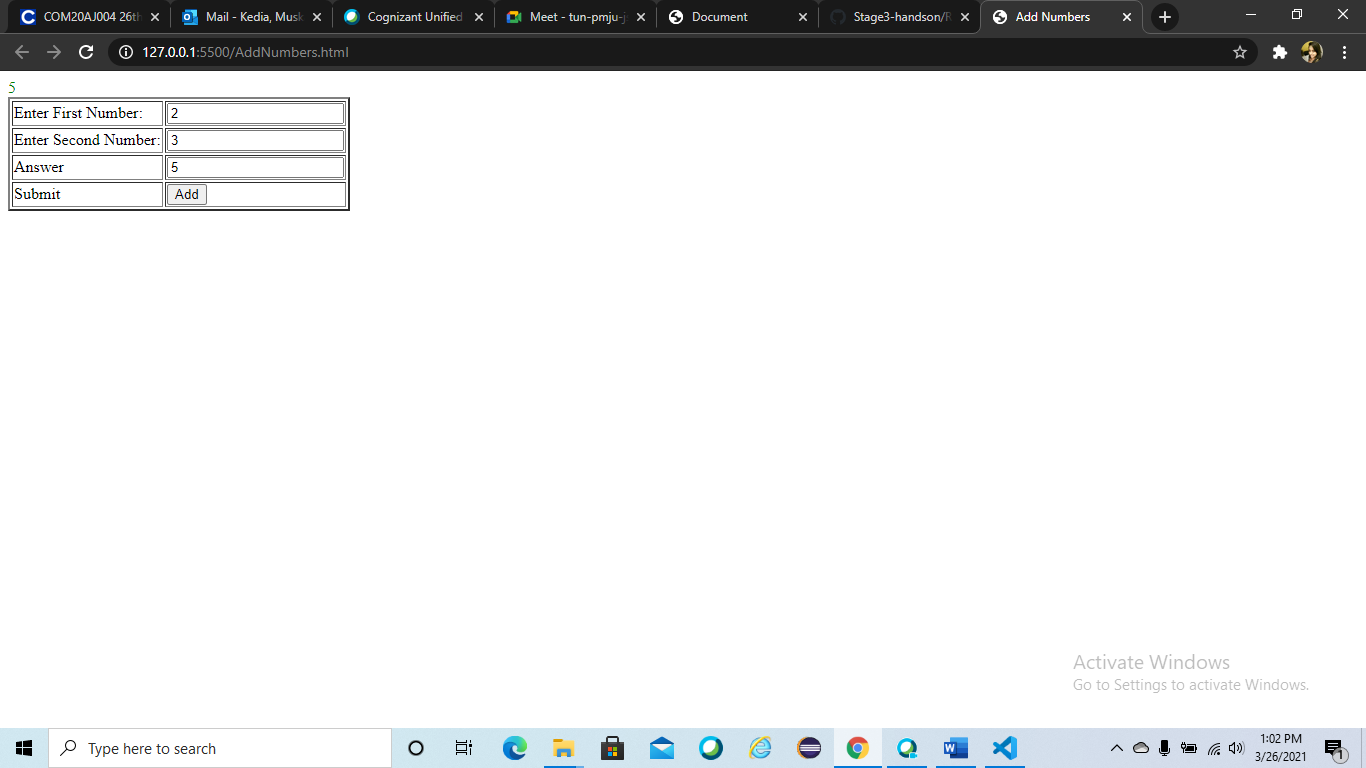 COM20AJ004 26th
Mail - Kedia, Musk
Cognizant Unified
Meet - tun-pmju-j
Document
Stage3-handson/R
Add Numbers
127.0.0.1:5500/AddNumbers.html
5
Enter First Number: 2
Enter Second Number: 3
Answer 5
Submit Add
Activate Windows
Go to Settings to activate Windows.
Type here to search
1:02 PM
3/26/2021
1